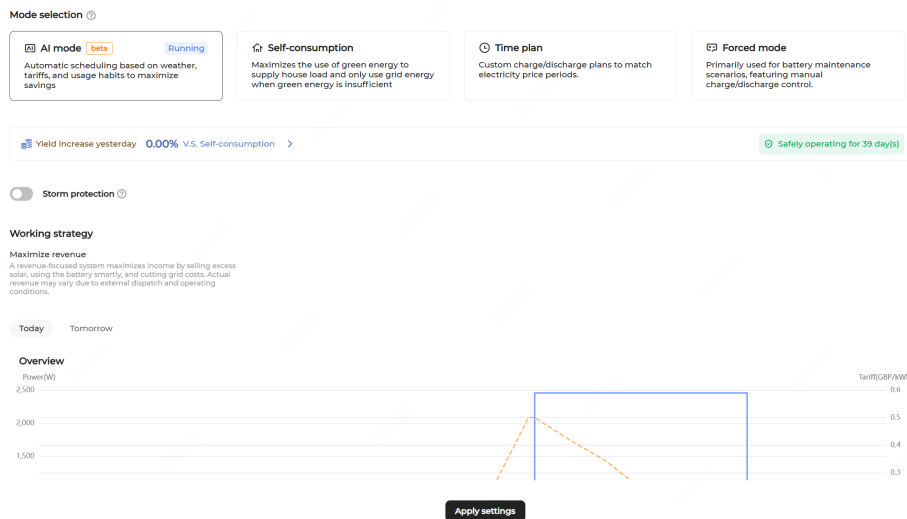 Mode selection
AI mode beta Running
Automatic scheduling based on weather,
tariffs, and usage habits to maximize
savings
Self-consumption
Maximizes the use of green energy to
supply house load and only use grid energy
when green energy is insufficient
Time plan
Custom charge/discharge plans to match
electricity price periods.
Forced mode
Primarily used for battery maintenance
scenarios, featuring manual
charge/discharge control.
Yield increase yesterday 0.00% V.S. Self-consumption
Safely operating for 39 day(s)
Storm protection
Working strategy
Maximize revenue
A revenue-focused system maximizes income by selling excess
solar, using the battery smartly, and cutting grid costs. Actual
revenue may vary due to external dispatch and operating
conditions.
Today Tomorrow
Overview
Power(W) Tariff(GBP/kW
2,500 0.6
0.5
2,000
0.4
1,500
0.3
Apply settings